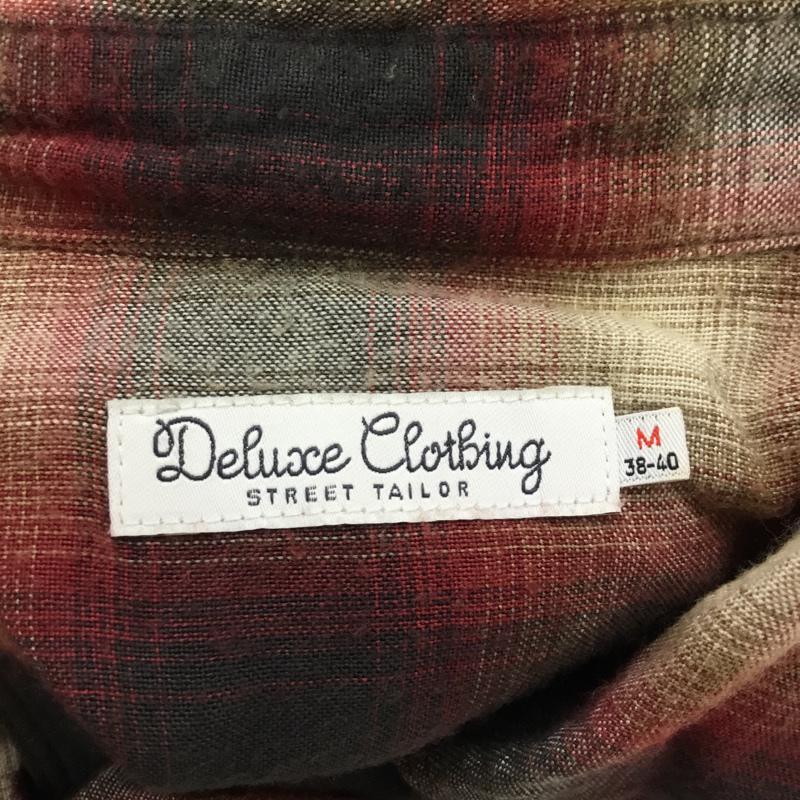 Deluxe Clothing
STREET TAILOR
M
38-40